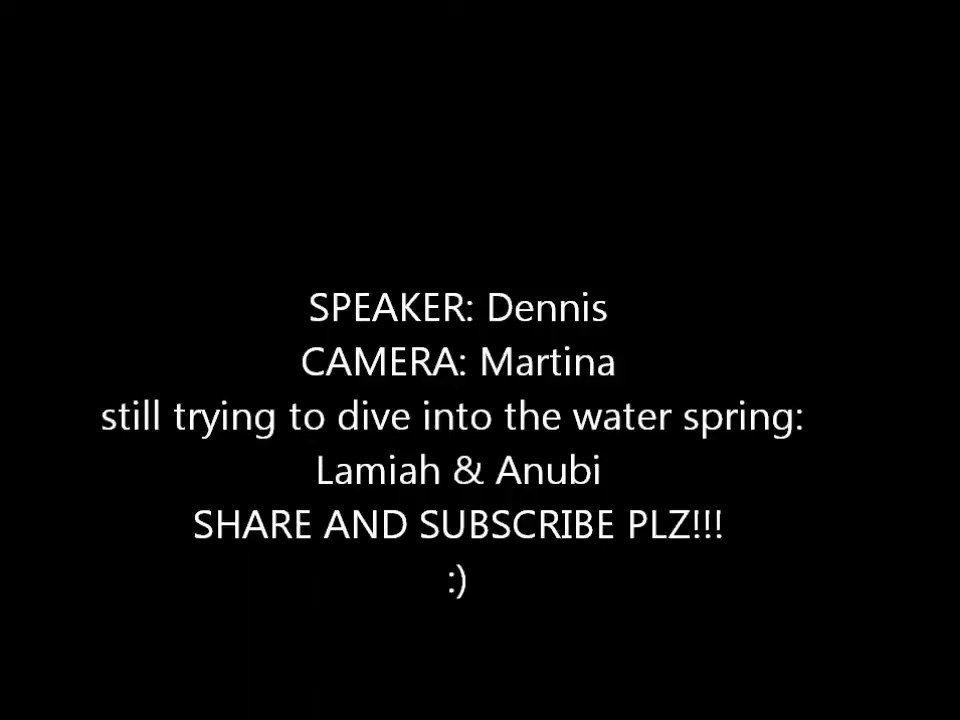 SPEAKER: Dennis
CAMERA: Martina
still trying to dive into the water spring:
Lamiah & Anubi
SHARE AND SUBSCRIBE PLZ!!!
:)